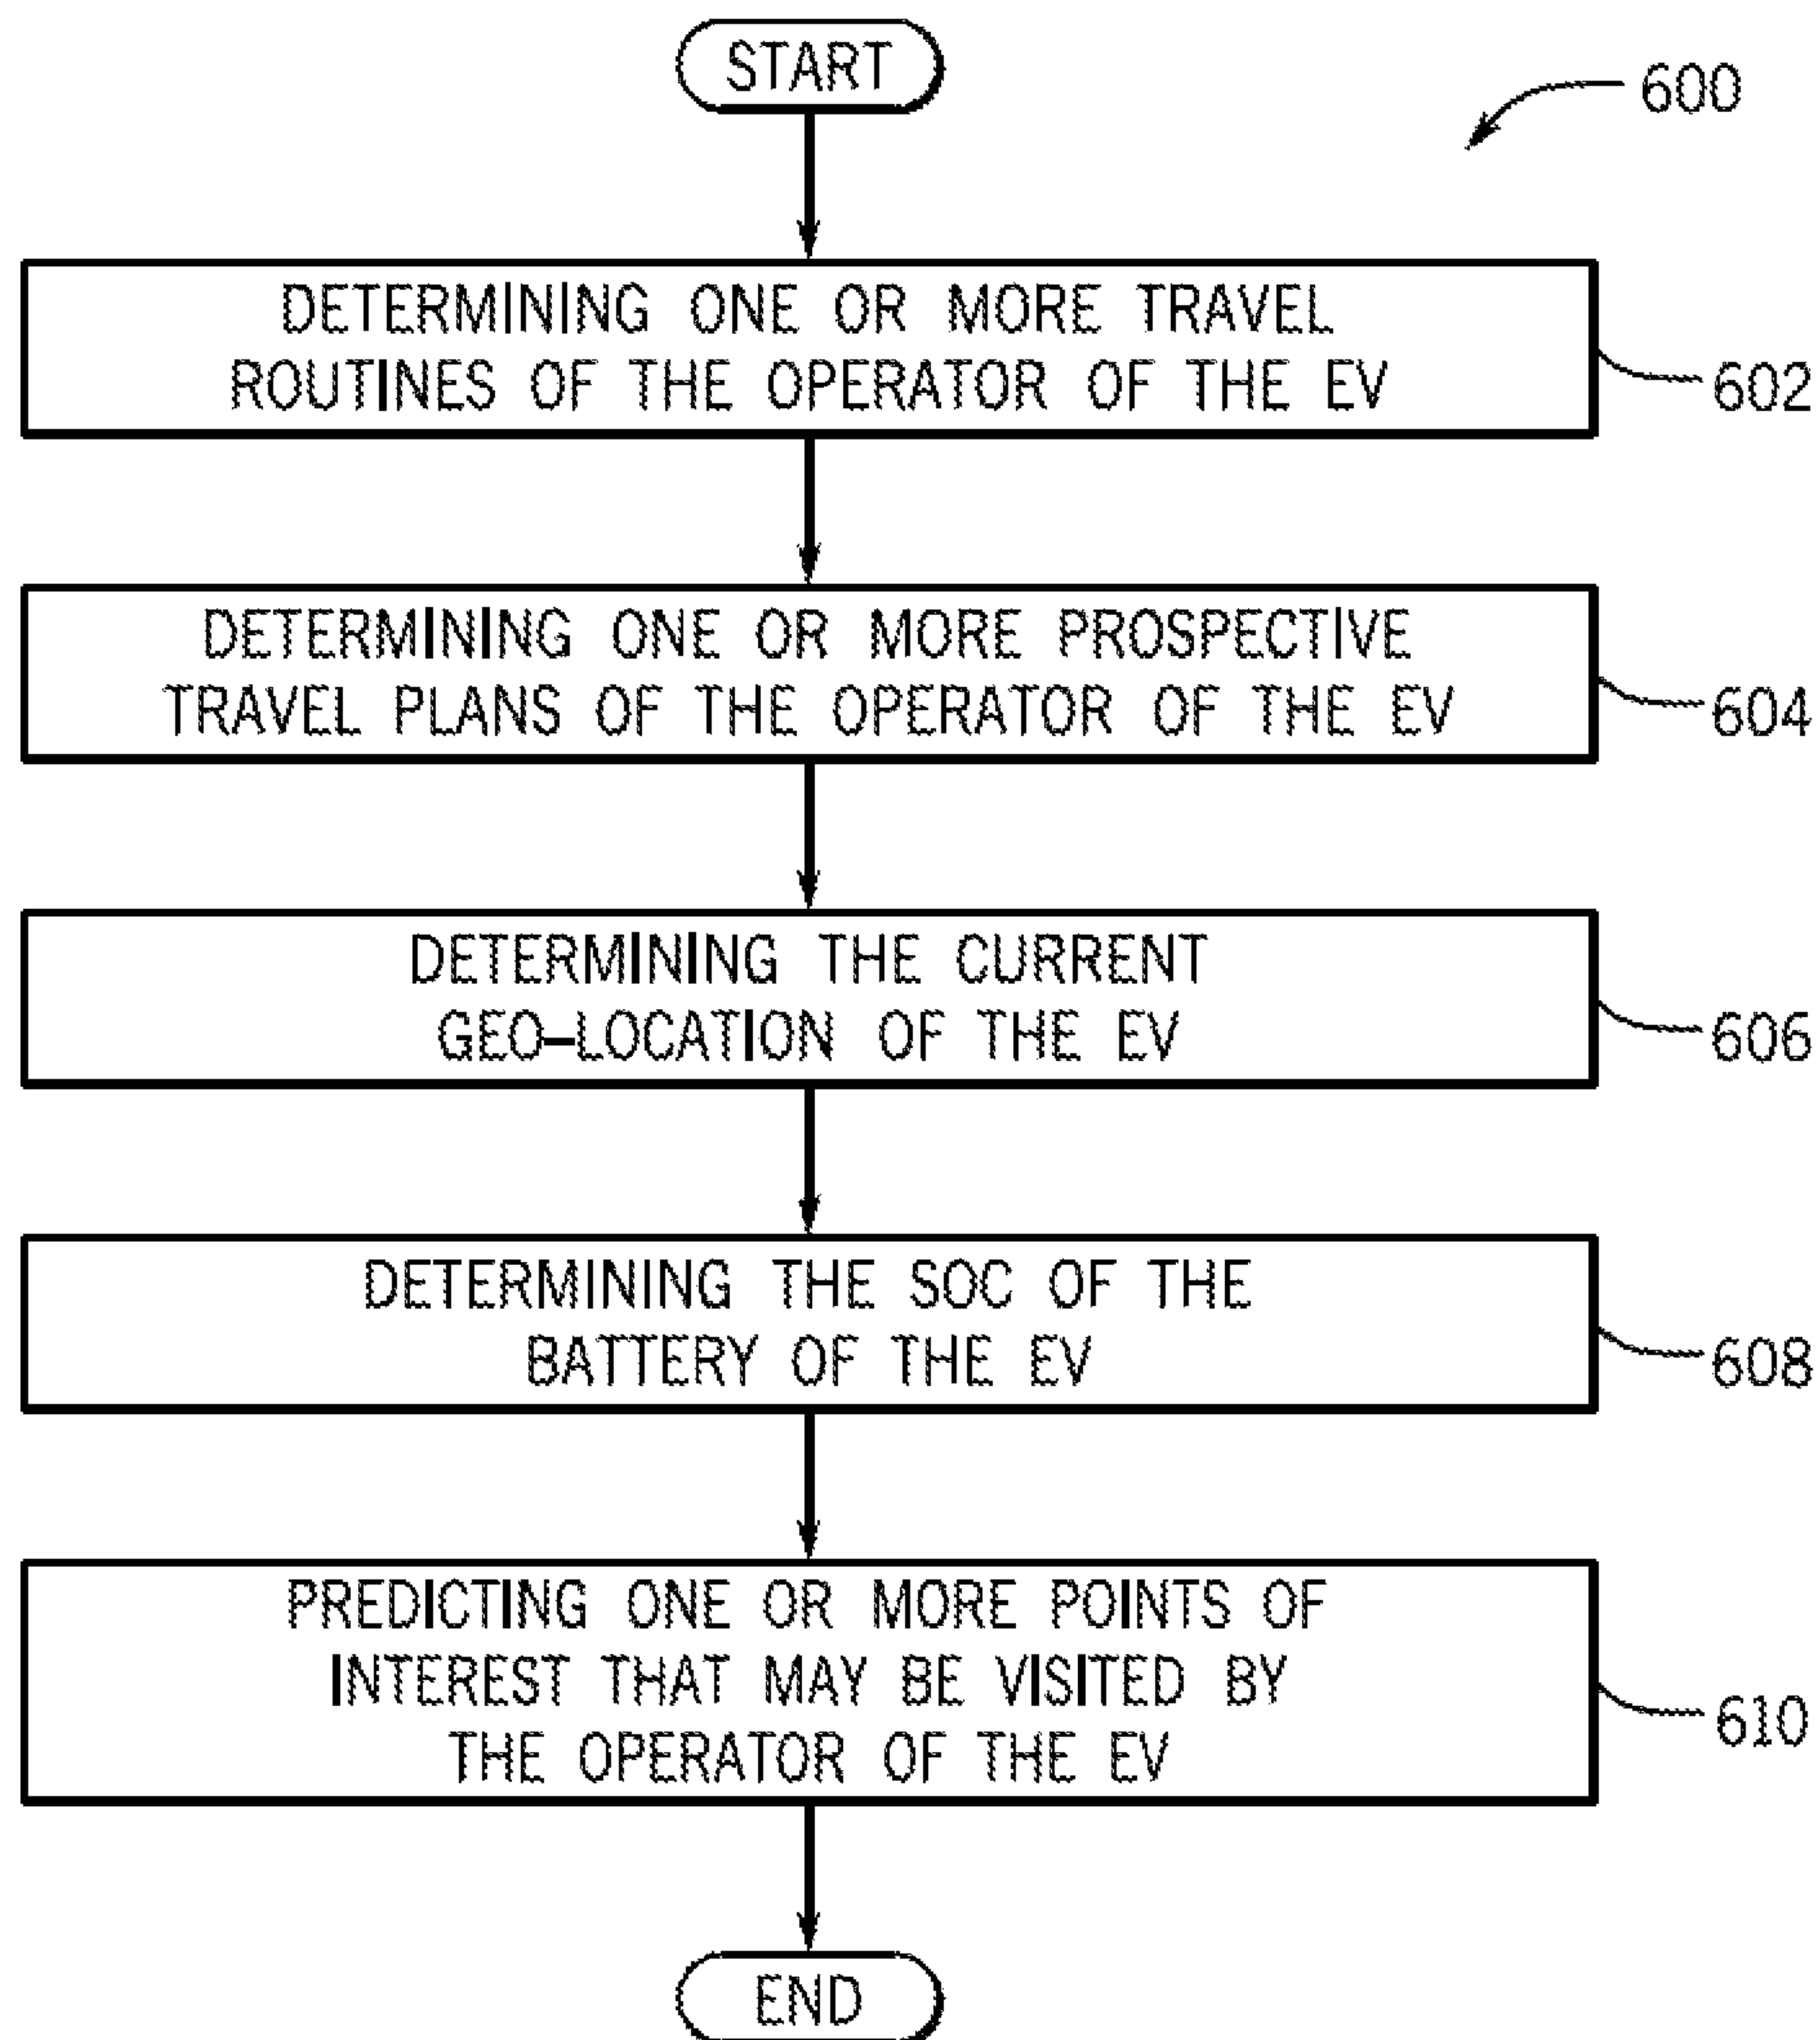 START
600
DETERMINING ONE OR MORE TRAVEL
ROUTINES OF THE OPERATOR OF THE EV
602
DETERMINING ONE OR MORE PROSPECTIVE
TRAVEL PLANS OF THE OPERATOR OF THE EV
604
DETERMINING THE CURRENT
GEO-LOCATION OF THE EV
606
DETERMINING THE SOC OF THE
BATTERY OF THE EV
608
PREDICTING ONE OR MORE POINTS OF
INTEREST THAT MAY BE VISITED BY
THE OPERATOR OF THE EV
610
END